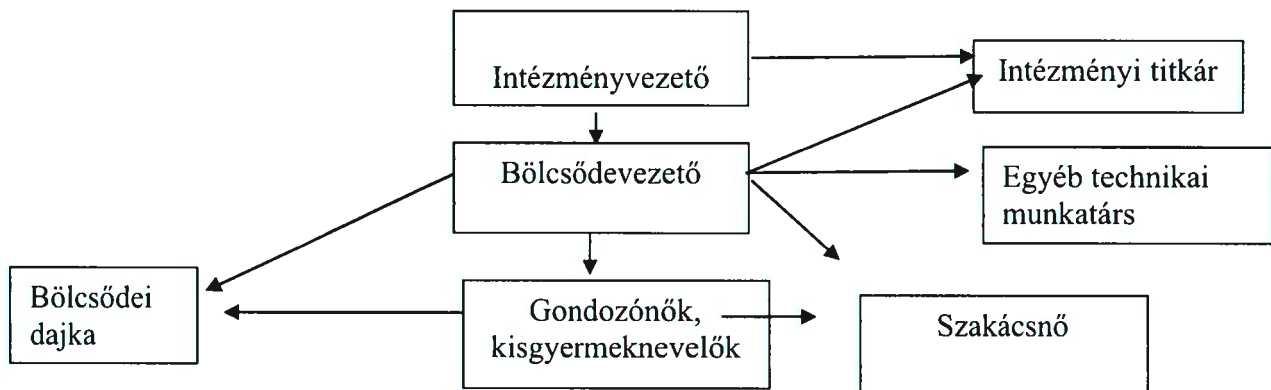 Intézményvezető
Intézményi titkár
Bölcsődevezető
Egyéb technikai
munkatárs
Bölcsődei
dajka
Gondozónők,
kisgyermeknevelők
Szakácsnő